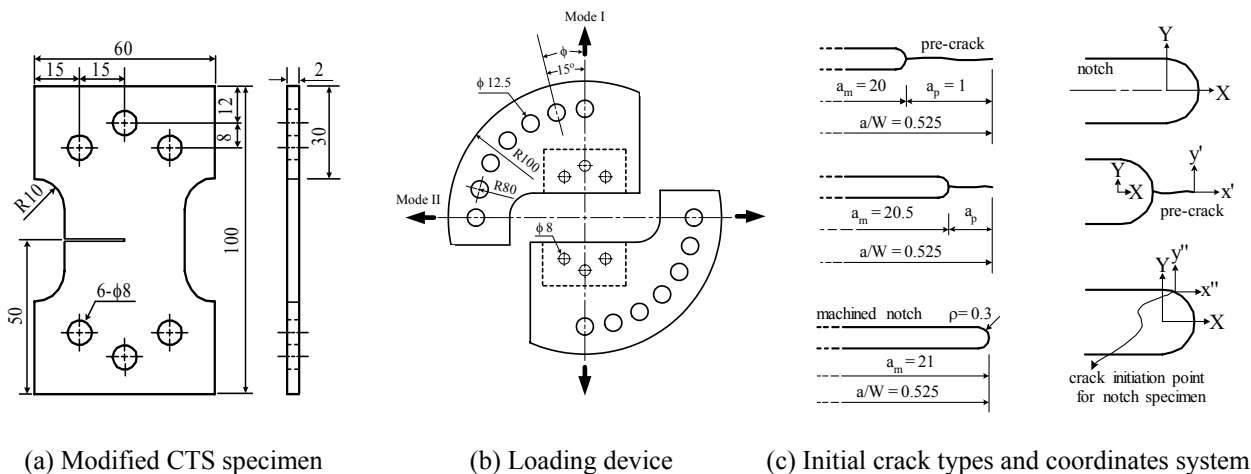 60
15
15
2
12
8
30
R10
100
50
6-ϕ8
(a) Modified CTS specimen
Mode I
ϕ
15°
ϕ 12.5
R100
R80
Mode II
ϕ 8
(b) Loading device
pre-crack
a_m = 20
a_p = 1
a/W = 0.525
a_m = 20.5
a_p
a/W = 0.525
machined notch
ρ= 0.3
a_m = 21
a/W = 0.525
Y
notch
X
Y
X
y'
x'
pre-crack
Y
y''
x''
X
crack initiation point
for notch specimen
(c) Initial crack types and coordinates system